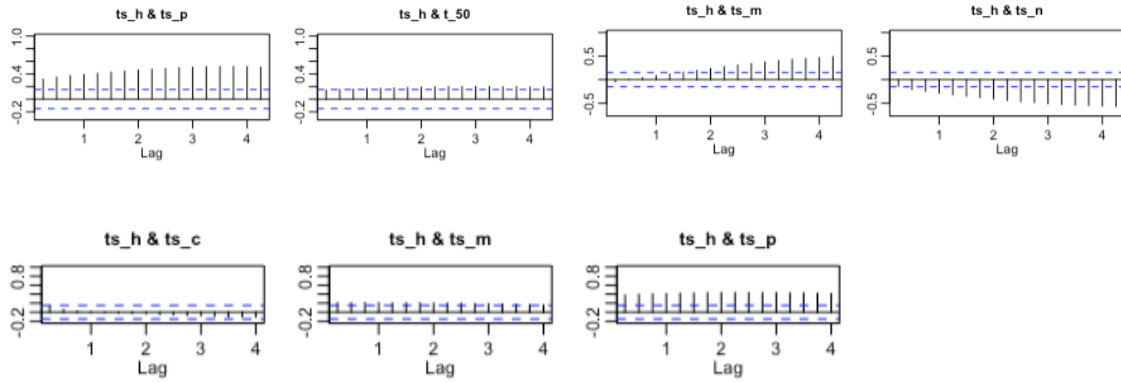 ts_h & ts_p
1.0
0.4
-0.2
1 2 3 4
Lag
ts_h & t_50
1.0
0.4
-0.2
1 2 3 4
Lag
ts_h & ts_m
0.5
-0.5
1 2 3 4
Lag
ts_h & ts_n
0.5
-0.5
1 2 3 4
Lag
ts_h & ts_c
0.8
-0.2
1 2 3 4
Lag
ts_h & ts_m
0.8
-0.2
1 2 3 4
Lag
ts_h & ts_p
0.8
-0.2
1 2 3 4
Lag